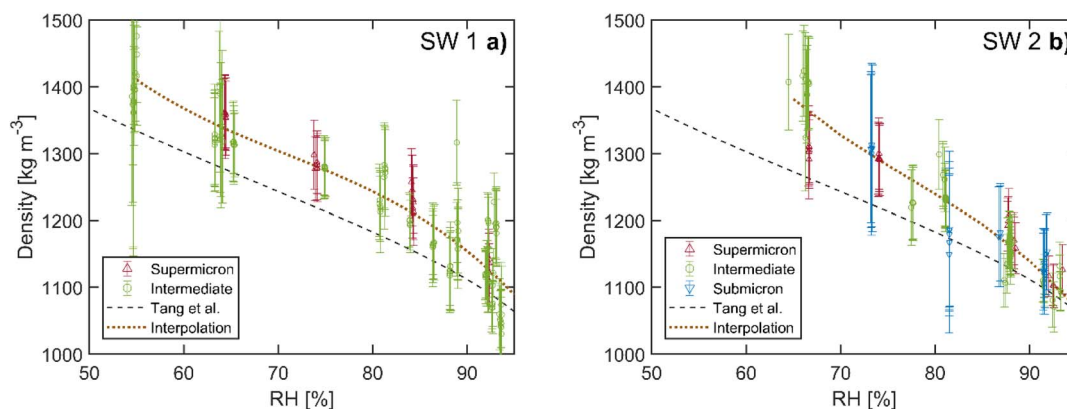 SW 1 a)
1500
1400
1300
1200
1100
1000
Density [kg m⁻³]
Supermicron
Intermediate
Tang et al.
Interpolation
50 60 70 80 90
RH [%]
SW 2 b)
1500
1400
1300
1200
1100
1000
Density [kg m⁻³]
Supermicron
Intermediate
Submicron
Tang et al.
Interpolation
50 60 70 80 90
RH [%]